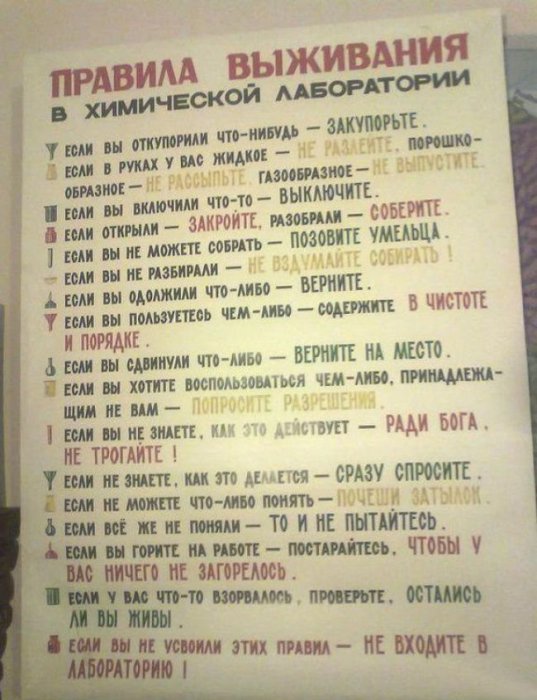 ПРАВИЛА ВЫЖИВАНИЯ
В ХИМИЧЕСКОЙ ЛАБОРАТОРИИ
ЕСЛИ ВЫ ОТКУПОРИЛИ ЧТО-НИБУДЬ — ЗАКУПОРЬТЕ.
ЕСЛИ В РУКАХ У ВАС ЖИДКОЕ — НЕ РАЗЛЕЙТЕ, ПОРОШКО-
ОБРАЗНОЕ — НЕ РАССЫПЬТЕ, ГАЗООБРАЗНОЕ — НЕ ВЫПУСТИТЕ.
ЕСЛИ ВЫ ВКЛЮЧИЛИ ЧТО-ТО — ВЫКЛЮЧИТЕ.
ЕСЛИ ОТКРЫЛИ — ЗАКРОЙТЕ, РАЗОБРАЛИ — СОБЕРИТЕ.
ЕСЛИ ВЫ НЕ МОЖЕТЕ СОБРАТЬ — ПОЗОВИТЕ УМЕЛЬЦА.
ЕСЛИ ВЫ НЕ РАЗБИРАЛИ — НЕ ВЗДУМАЙТЕ СОБИРАТЬ!
ЕСЛИ ВЫ ОДОЛЖИЛИ ЧТО-ЛИБО — ВЕРНИТЕ.
ЕСЛИ ВЫ ПОЛЬЗУЕТЕСЬ ЧЕМ-ЛИБО — СОДЕРЖИТЕ В ЧИСТОТЕ
И ПОРЯДКЕ.
ЕСЛИ ВЫ СДВИНУЛИ ЧТО-ЛИБО — ВЕРНИТЕ НА МЕСТО.
ЕСЛИ ВЫ ХОТИТЕ ВОСПОЛЬЗОВАТЬСЯ ЧЕМ-ЛИБО, ПРИНАДЛЕЖА-
ЩИМ НЕ ВАМ — ПОПРОСИТЕ РАЗРЕШЕНИЯ.
ЕСЛИ ВЫ НЕ ЗНАЕТЕ, КАК ЭТО ДЕЙСТВУЕТ — РАДИ БОГА,
НЕ ТРОГАЙТЕ!
ЕСЛИ НЕ ЗНАЕТЕ, КАК ЭТО ДЕЛАЕТСЯ — СРАЗУ СПРОСИТЕ.
ЕСЛИ НЕ МОЖЕТЕ ЧТО-ЛИБО ПОНЯТЬ — ПОЧЕШИ ЗАТЫЛОК.
ЕСЛИ ВСЁ ЖЕ НЕ ПОНЯЛИ — ТО И НЕ ПЫТАЙТЕСЬ.
ЕСЛИ ВЫ ГОРИТЕ НА РАБОТЕ — ПОСТАРАЙТЕСЬ, ЧТОБЫ У
ВАС НИЧЕГО НЕ ЗАГОРЕЛОСЬ.
ЕСЛИ У ВАС ЧТО-ТО ВЗОРВАЛОСЬ, ПРОВЕРЬТЕ, ОСТАЛИСЬ
ЛИ ВЫ ЖИВЫ.
ЕСЛИ ВЫ НЕ УСВОИЛИ ЭТИХ ПРАВИЛ — НЕ ВХОДИТЕ В
ЛАБОРАТОРИЮ!